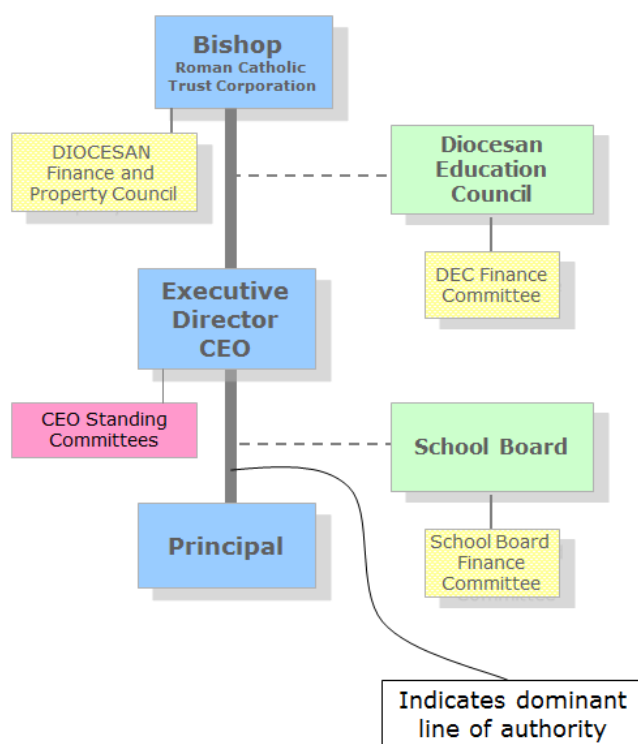 Bishop
Roman Catholic
Trust Corporation
DIOCESAN
Finance and
Property Council
Diocesan
Education
Council
DEC Finance
Committee
Executive
Director
CEO
CEO Standing
Committees
School Board
Principal
School Board
Finance
Committee
Indicates dominant
line of authority